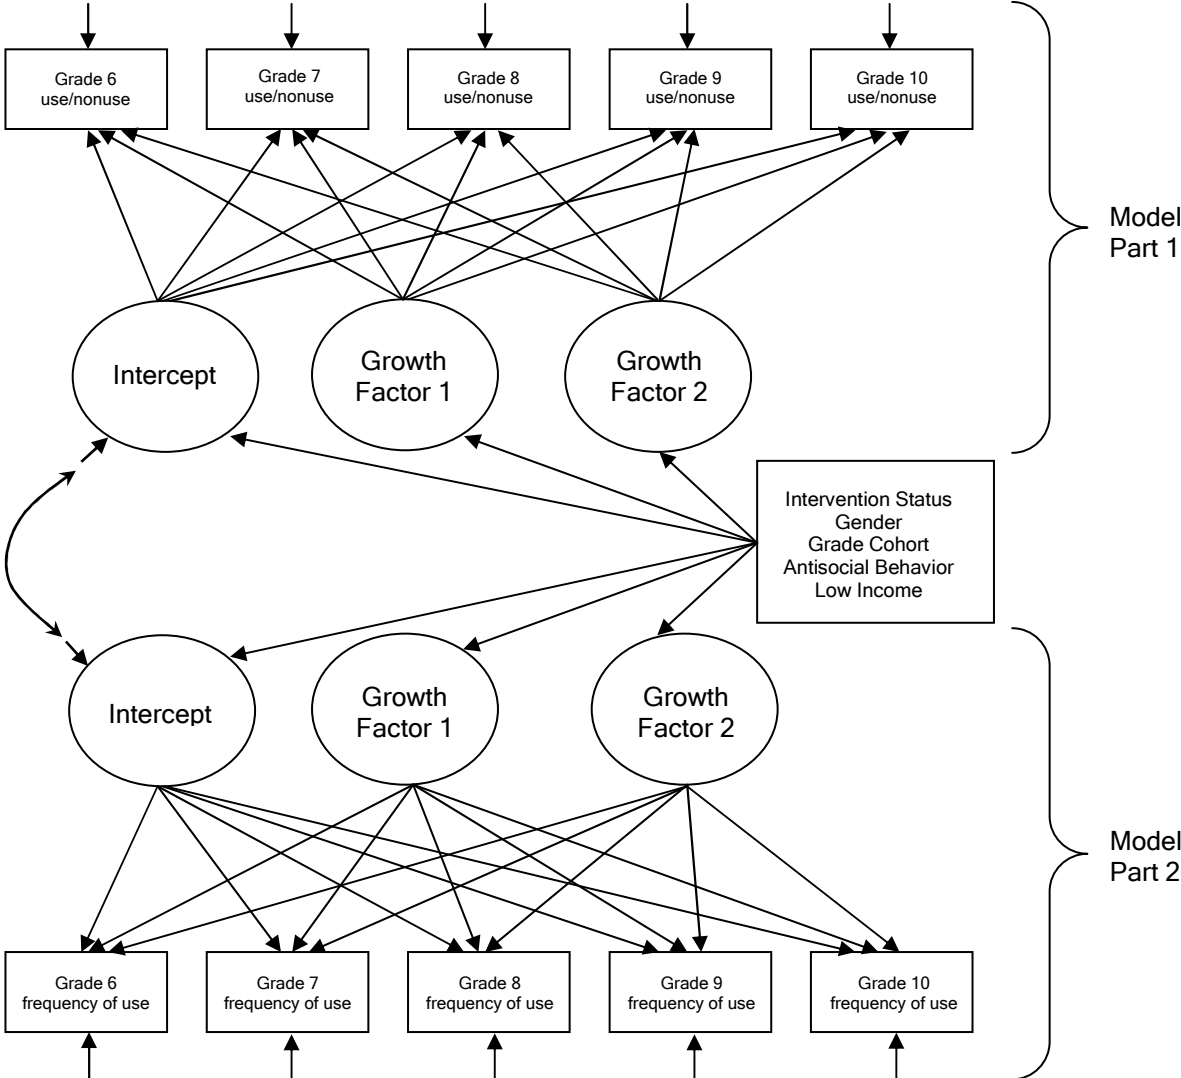 Grade 6
use/nonuse
Grade 7
use/nonuse
Grade 8
use/nonuse
Grade 9
use/nonuse
Grade 10
use/nonuse
Model
Part 1
Intercept
Growth
Factor 1
Growth
Factor 2
Intervention Status
Gender
Grade Cohort
Antisocial Behavior
Low Income
Intercept
Growth
Factor 1
Growth
Factor 2
Model
Part 2
Grade 6
frequency of use
Grade 7
frequency of use
Grade 8
frequency of use
Grade 9
frequency of use
Grade 10
frequency of use